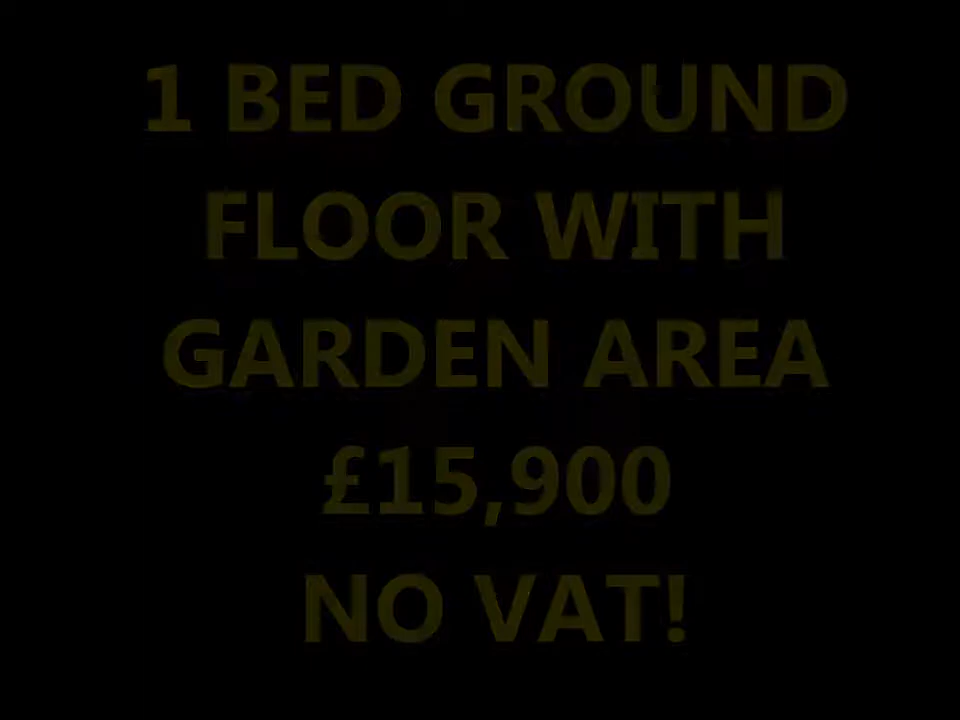 1 BED GROUND
FLOOR WITH
GARDEN AREA
£15,900
NO VAT!